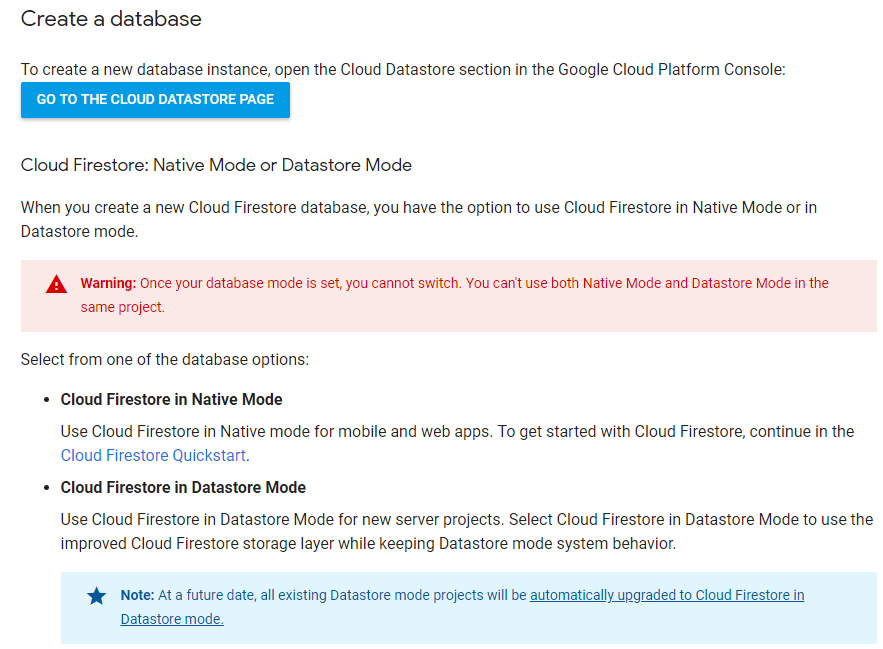 Create a database
To create a new database instance, open the Cloud Datastore section in the Google Cloud Platform Console:
GO TO THE CLOUD DATASTORE PAGE
Cloud Firestore: Native Mode or Datastore Mode
When you create a new Cloud Firestore database, you have the option to use Cloud Firestore in Native Mode or in
Datastore mode.
Warning: Once your database mode is set, you cannot switch. You can't use both Native Mode and Datastore Mode in the
same project.
Select from one of the database options:
• Cloud Firestore in Native Mode
Use Cloud Firestore in Native mode for mobile and web apps. To get started with Cloud Firestore, continue in the
Cloud Firestore Quickstart.
• Cloud Firestore in Datastore Mode
Use Cloud Firestore in Datastore Mode for new server projects. Select Cloud Firestore in Datastore Mode to use the
improved Cloud Firestore storage layer while keeping Datastore mode system behavior.
Note: At a future date, all existing Datastore mode projects will be automatically upgraded to Cloud Firestore in
Datastore mode.